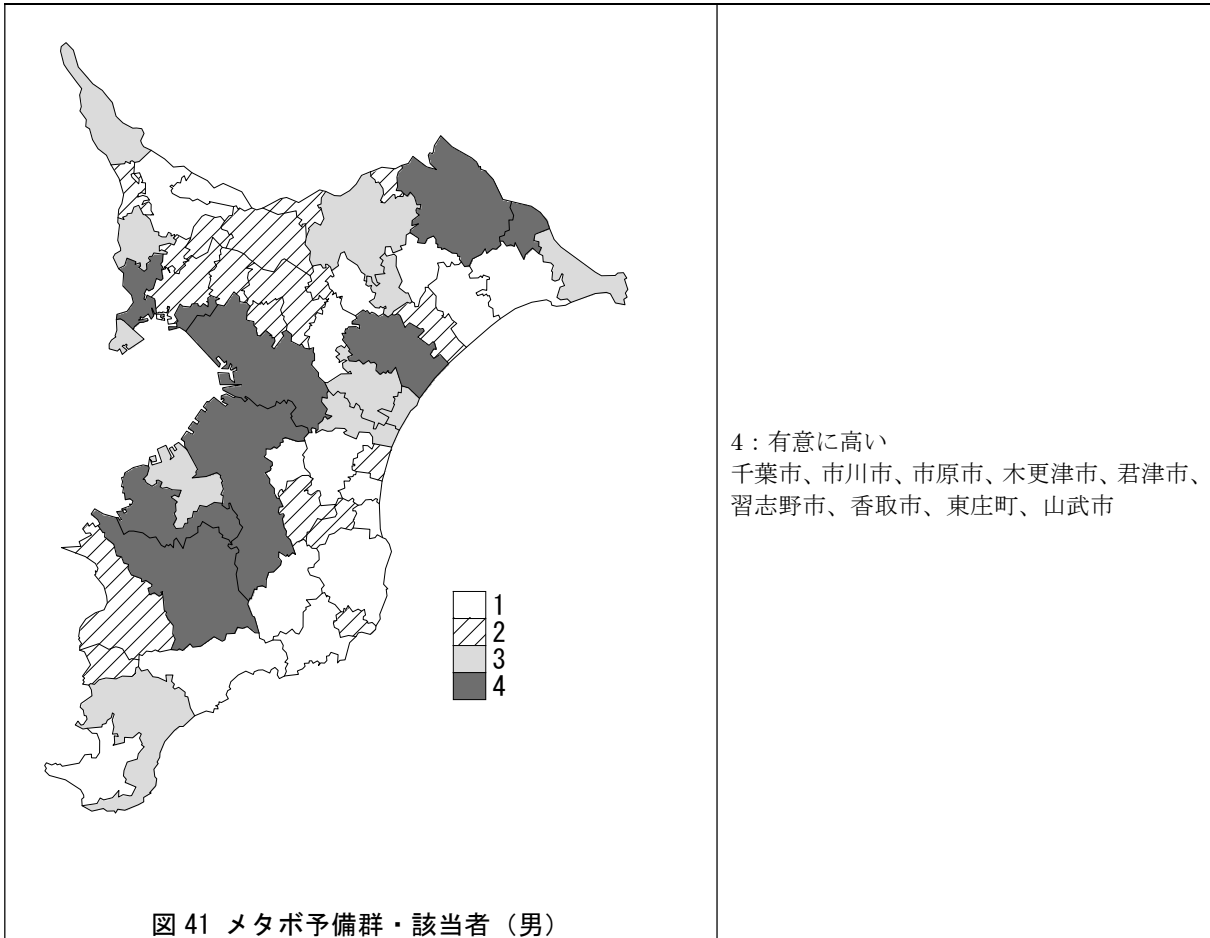 1
2
3
4
図 41 メタボ予備群・該当者（男）
4：有意に高い
千葉市、市川市、市原市、木更津市、君津市、
習志野市、香取市、東庄町、山武市